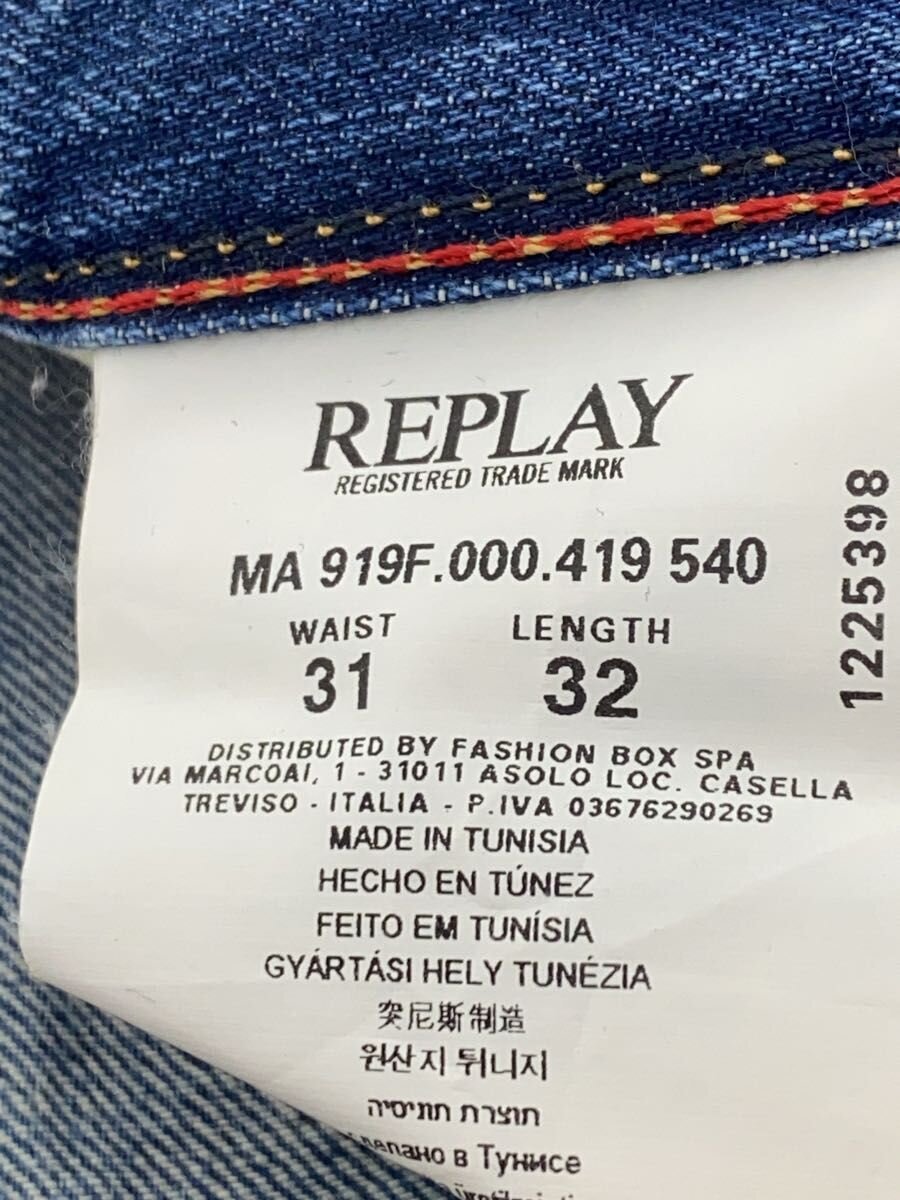 REPLAY
REGISTERED TRADE MARK
MA 919F.000.419 540
WAIST LENGTH
31 32
1225398
DISTRIBUTED BY FASHION BOX SPA
VIA MARCOAI, 1 - 31011 ASOLO LOC. CASELLA
TREVISO - ITALIA - P.IVA 03676290269
MADE IN TUNISIA
HECHO EN TÚNEZ
FEITO EM TUNÍSIA
GYÁRTÁSI HELY TUNÉZIA
突尼斯制造
원산지 튀니지
תוצרת תוניסיה
в Тунисе